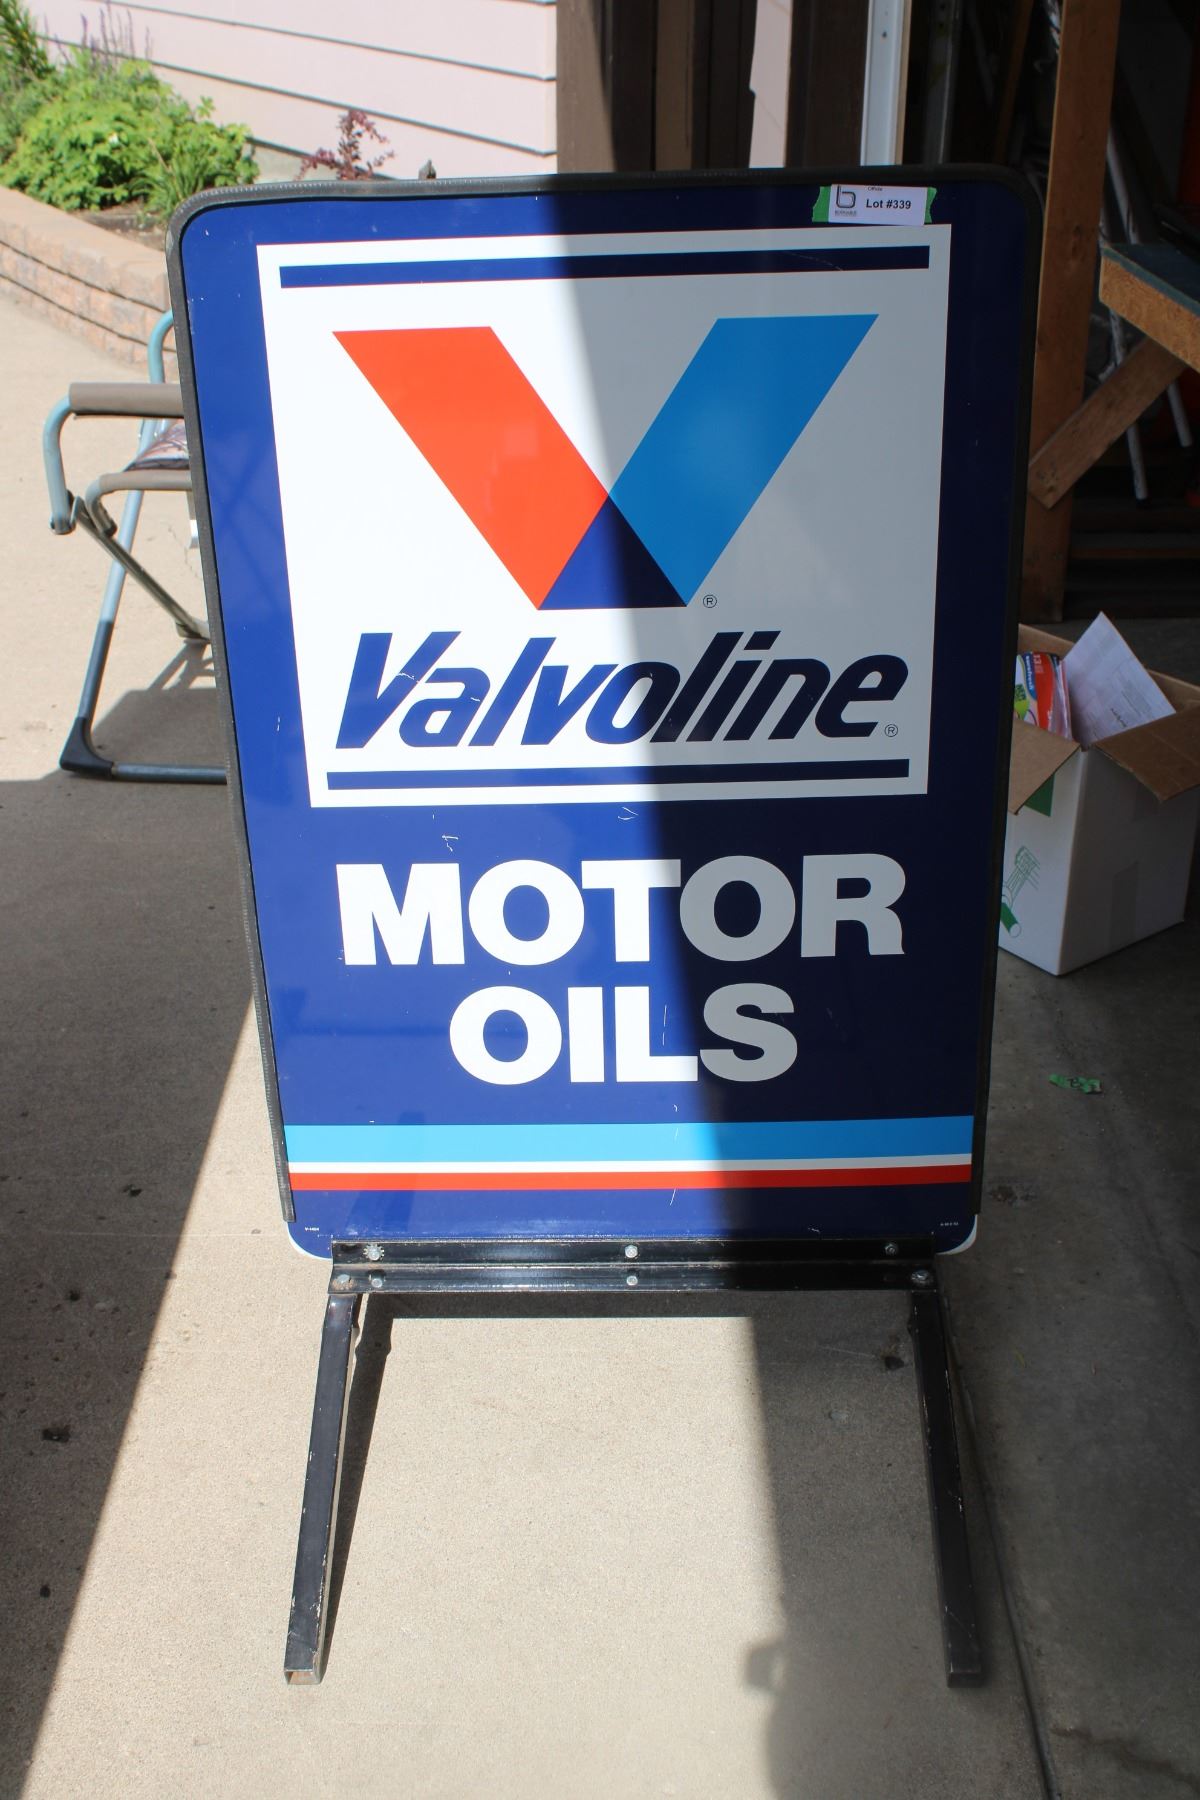 Lot #339
Valvoline ®
®
MOTOR
OILS